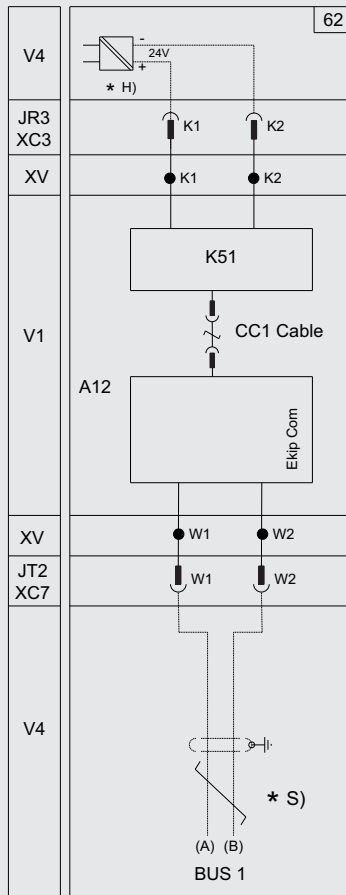 62
V4
-
24V
+
* H)
JR3
XC3
K1
K2
XV
K1
K2
K51
V1
CC1 Cable
A12
Ekip Com
XV
W1
W2
JT2
XC7
W1
W2
V4
* S)
(A)
(B)
BUS 1